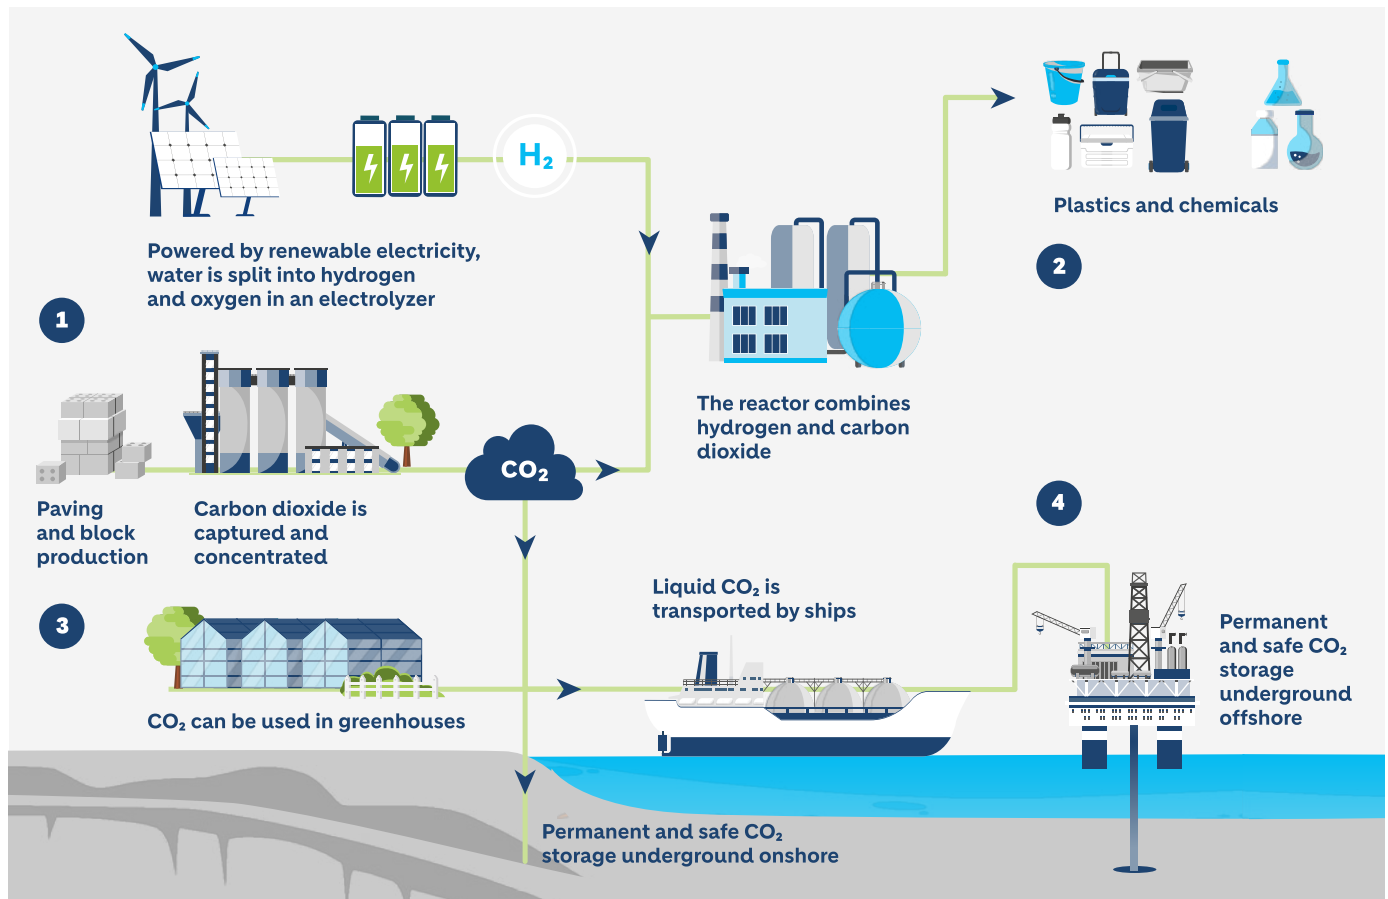 H₂
Powered by renewable electricity,
water is split into hydrogen
and oxygen in an electrolyzer
1
Plastics and chemicals
2
The reactor combines
hydrogen and carbon
dioxide
CO₂
Paving
and block
production
Carbon dioxide is
captured and
concentrated
3
CO₂ can be used in greenhouses
Liquid CO₂ is
transported by ships
4
Permanent
and safe CO₂
storage
underground
offshore
Permanent and safe CO₂
storage underground onshore